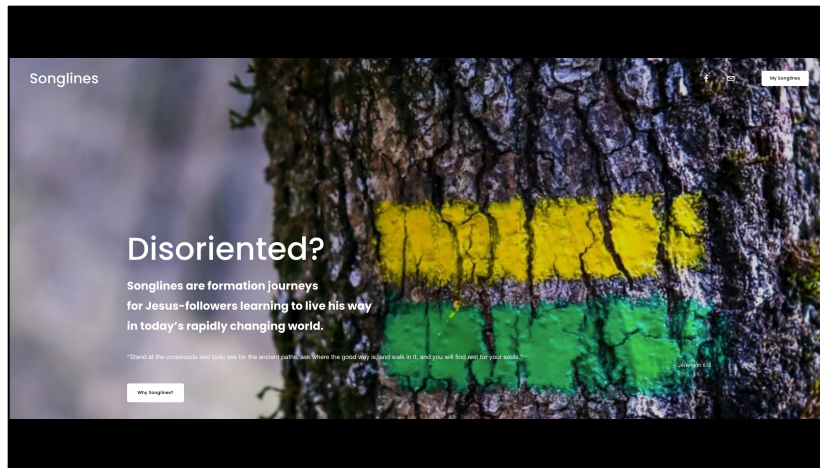 Songlines
My Songlines
Disoriented?
Songlines are formation journeys
for Jesus-followers learning to live his way
in today's rapidly changing world.
"Stand at the crossroads and look; ask for the ancient paths, ask where the good way is, and walk in it, and you will find rest for your souls."
- Jeremiah 6:16
Why Songlines?